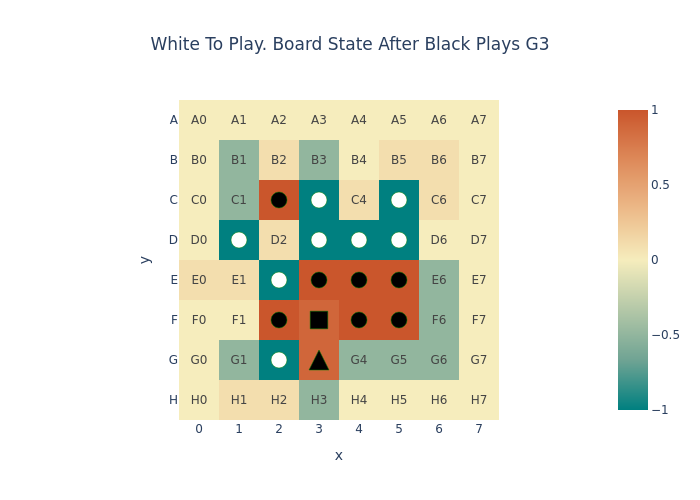 White To Play. Board State After Black Plays G3
A A0 A1 A2 A3 A4 A5 A6 A7
B B0 B1 B2 B3 B4 B5 B6 B7
C C0 C1 C4 C6 C7
D D0 D2 D6 D7
E E0 E1 E6 E7
F F0 F1 F6 F7
G G0 G1 G4 G5 G6 G7
H H0 H1 H2 H3 H4 H5 H6 H7
0 1 2 3 4 5 6 7
x
y
1
0.5
0
−0.5
−1